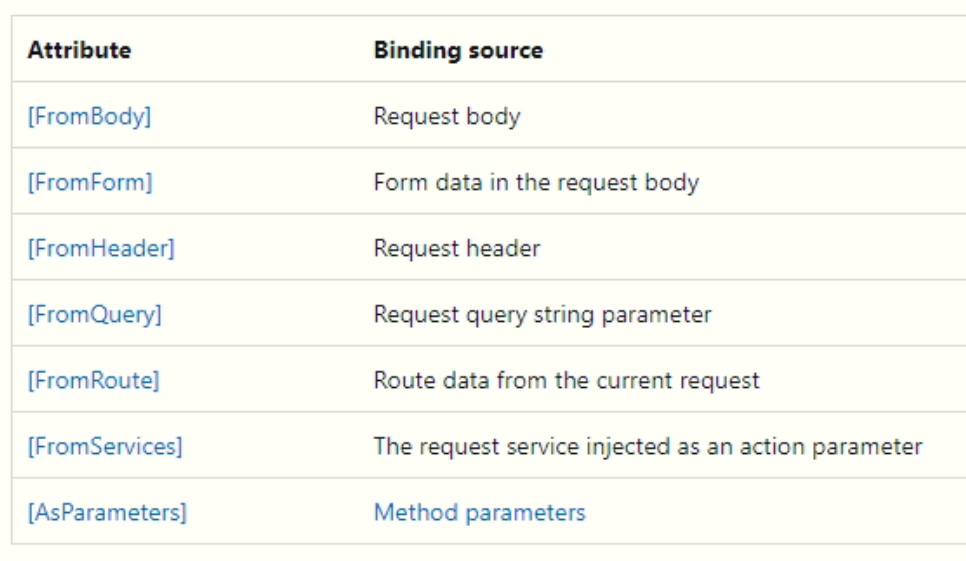 Attribute Binding source
[FromBody] Request body
[FromForm] Form data in the request body
[FromHeader] Request header
[FromQuery] Request query string parameter
[FromRoute] Route data from the current request
[FromServices] The request service injected as an action parameter
[AsParameters] Method parameters